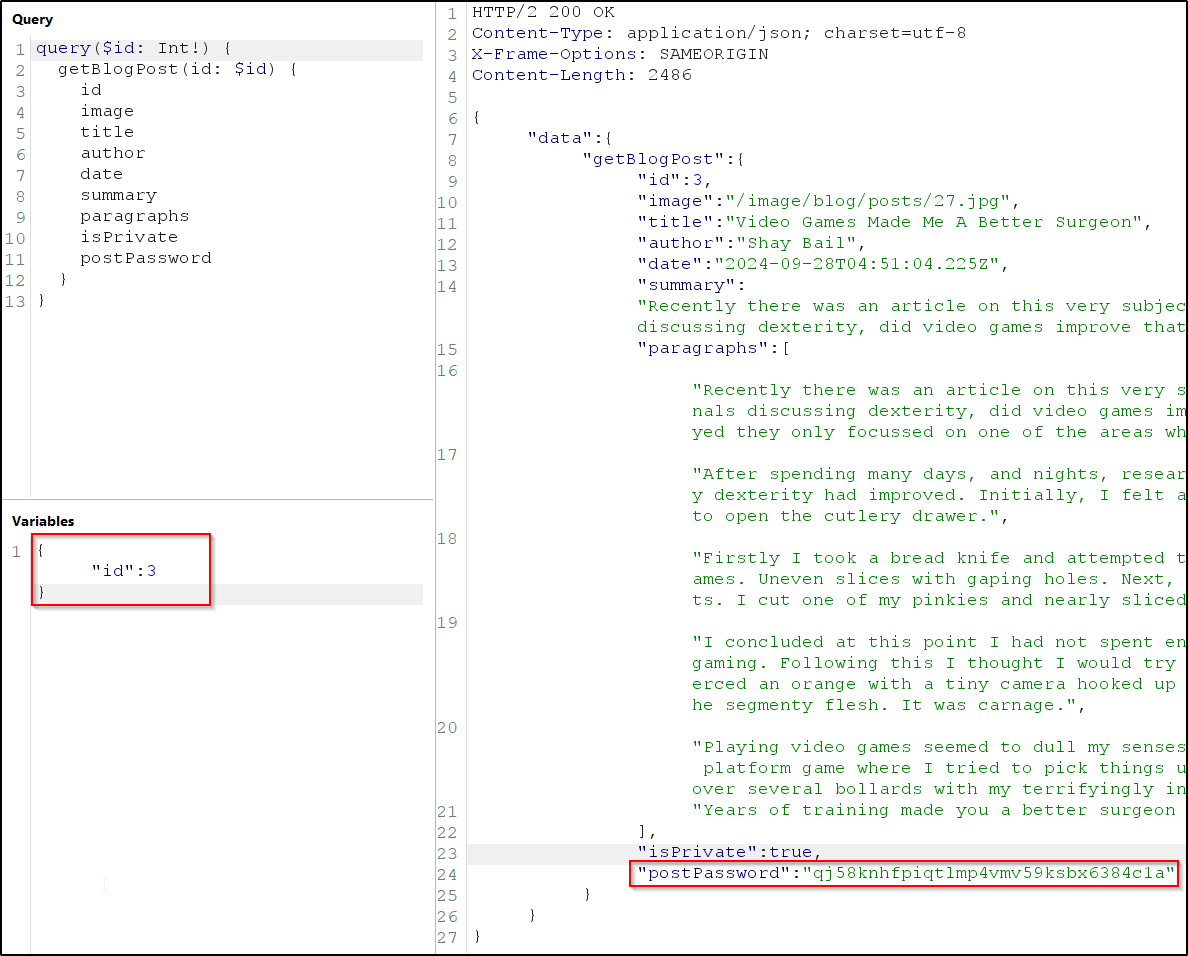 Query
1 query($id: Int!) {
2 getBlogPost(id: $id) {
3 id
4 image
5 title
6 author
7 date
8 summary
9 paragraphs
10 isPrivate
11 postPassword
12 }
13 }
Variables
1 {
"id":3
}
1 HTTP/2 200 OK
2 Content-Type: application/json; charset=utf-8
3 X-Frame-Options: SAMEORIGIN
4 Content-Length: 2486
5
6 {
7 "data":{
8 "getBlogPost":{
9 "id":3,
10 "image":"/image/blog/posts/27.jpg",
11 "title":"Video Games Made Me A Better Surgeon",
12 "author":"Shay Bail",
13 "date":"2024-09-28T04:51:04.225Z",
14 "summary":
"Recently there was an article on this very subjec
discussing dexterity, did video games improve that
15 "paragraphs":[
16
"Recently there was an article on this very s
nals discussing dexterity, did video games im
yed they only focussed on one of the areas wh
17
"After spending many days, and nights, resear
y dexterity had improved. Initially, I felt a
to open the cutlery drawer.",
18
"Firstly I took a bread knife and attempted t
ames. Uneven slices with gaping holes. Next,
ts. I cut one of my pinkies and nearly sliced
19
"I concluded at this point I had not spent en
gaming. Following this I thought I would try
erced an orange with a tiny camera hooked up
he segmenty flesh. It was carnage.",
20
"Playing video games seemed to dull my senses
platform game where I tried to pick things u
over several bollards with my terrifyingly in
21 "Years of training made you a better surgeon
22 ],
23 "isPrivate":true,
24 "postPassword":"qj58knhfpiqtlmp4vmv59ksbx6384c1a"
25 }
26 }
27 }